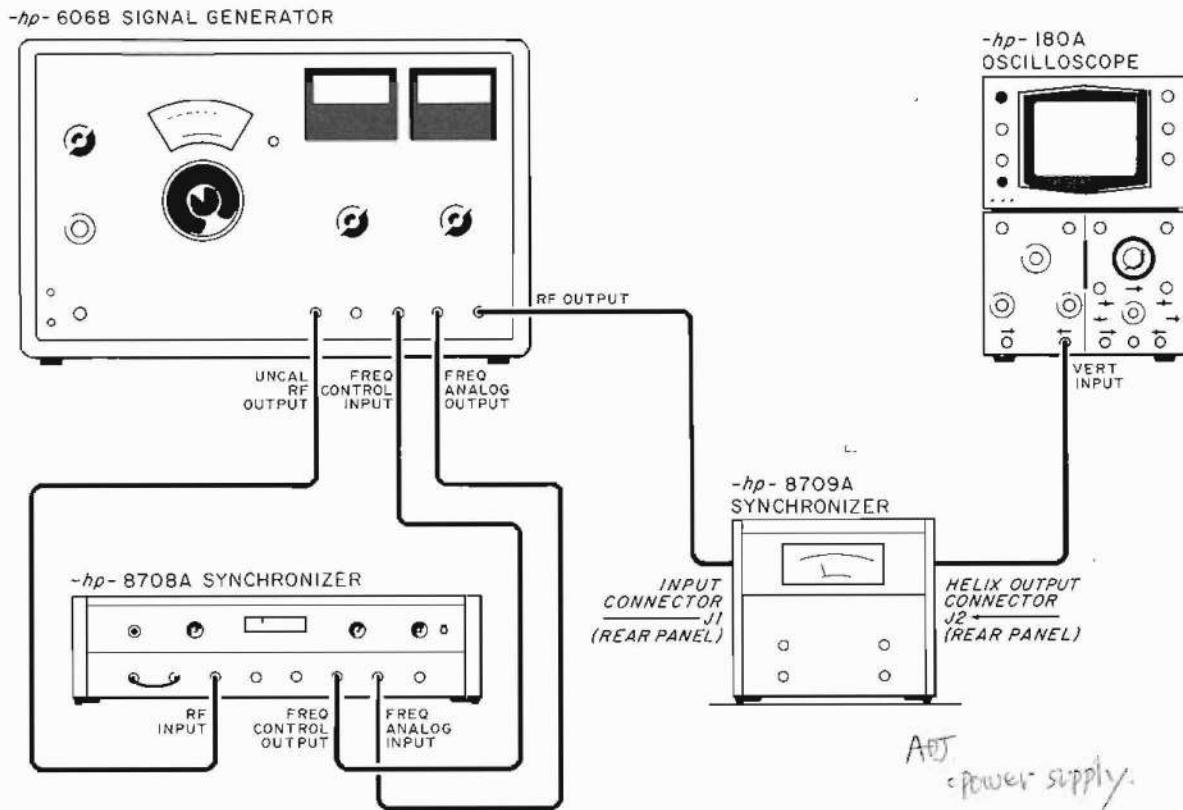 -hp- 606B SIGNAL GENERATOR
-hp- 180A
OSCILLOSCOPE
RF OUTPUT
UNCAL
RF
OUTPUT
FREQ
CONTROL
INPUT
FREQ
ANALOG
OUTPUT
VERT
INPUT
-hp- 8709A
SYNCHRONIZER
-hp- 8708A SYNCHRONIZER
INPUT
CONNECTOR
J1
(REAR PANEL)
HELIX OUTPUT
CONNECTOR
J2
(REAR PANEL)
RF
INPUT
FREQ
CONTROL
OUTPUT
FREQ
ANALOG
INPUT
ADJ
power supply.